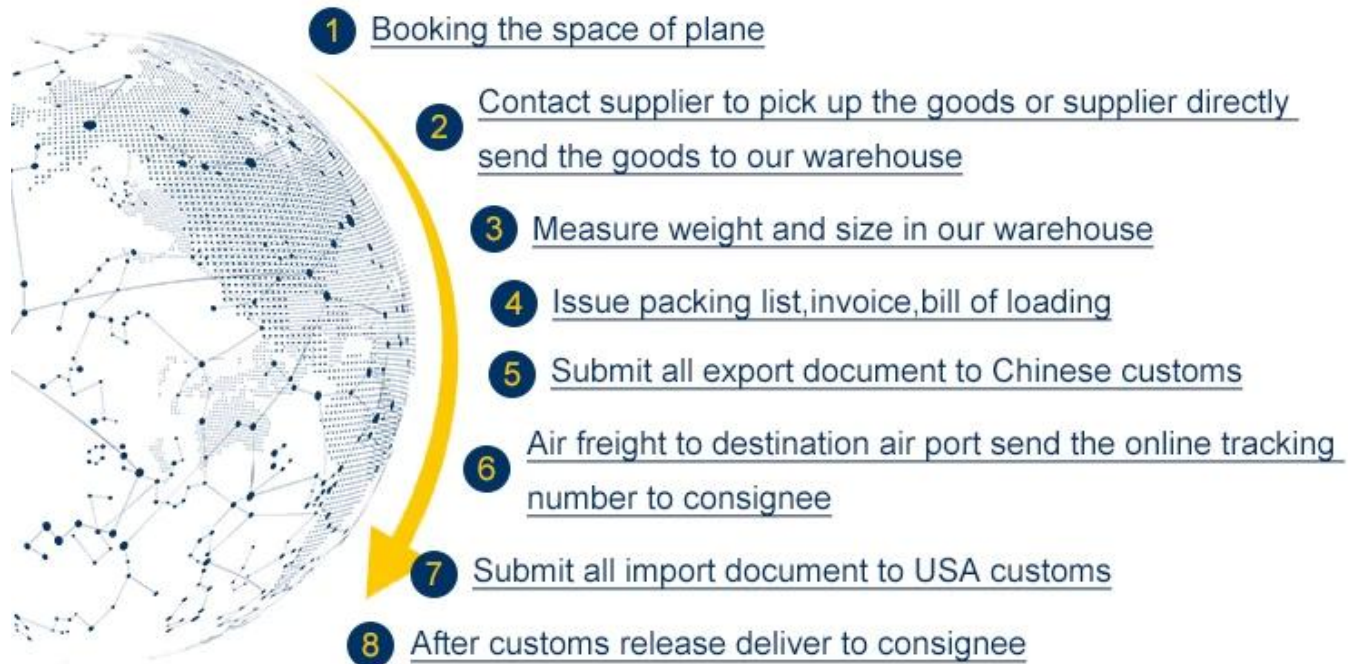 1 Booking the space of plane
2 Contact supplier to pick up the goods or supplier directly
send the goods to our warehouse
3 Measure weight and size in our warehouse
4 Issue packing list,invoice,bill of loading
5 Submit all export document to Chinese customs
6 Air freight to destination air port send the online tracking
number to consignee
7 Submit all import document to USA customs
8 After customs release deliver to consignee